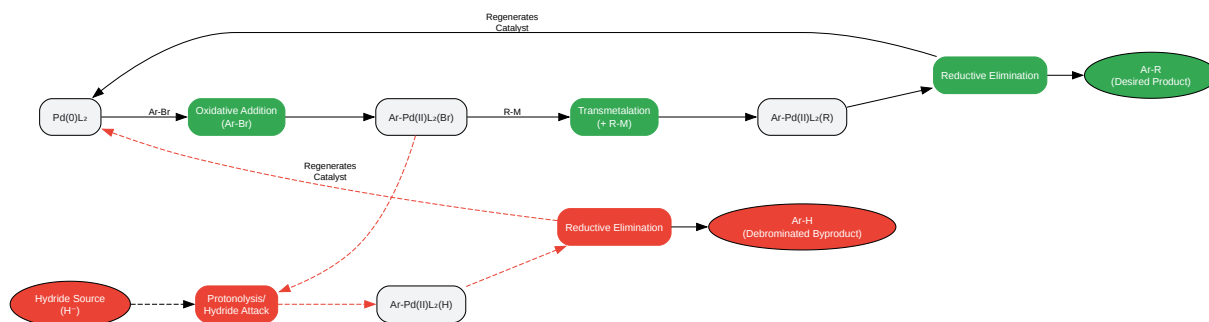 Regenerates
Catalyst
Reductive Elimination
Ar-R
(Desired Product)
Pd(0)L₂
Ar-Br
Oxidative Addition
(Ar-Br)
Ar-Pd(II)L₂(Br)
R-M
Transmetalation
(+ R-M)
Ar-Pd(II)L₂(R)
Regenerates
Catalyst
Reductive Elimination
Ar-H
(Debrominated Byproduct)
Hydride Source
(H⁻)
Protonolysis/
Hydride Attack
Ar-Pd(II)L₂(H)